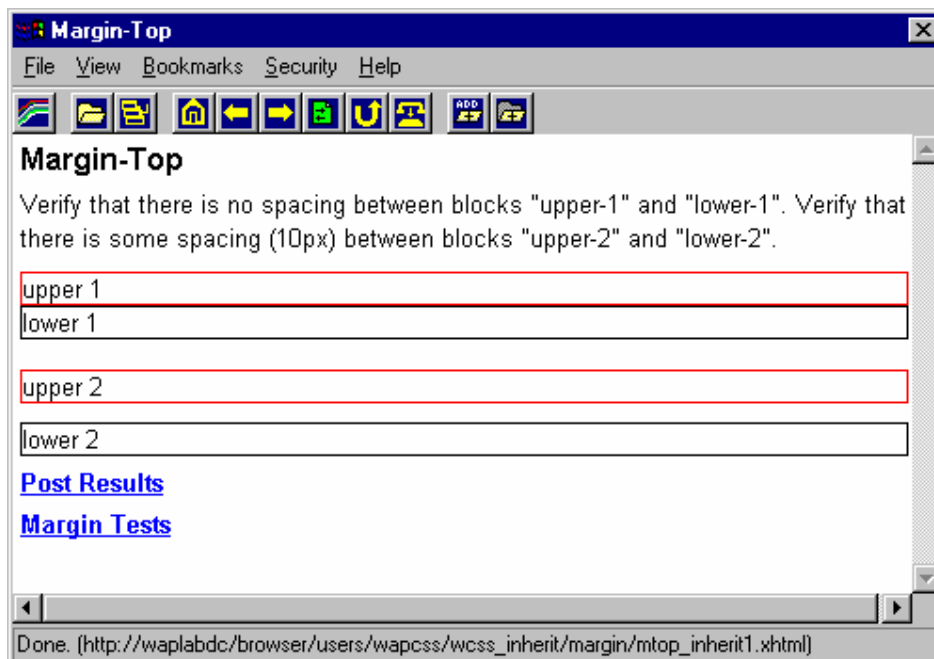 Margin-Top
File View Bookmarks Security Help
ADD
Margin-Top
Verify that there is no spacing between blocks "upper-1" and "lower-1". Verify that
there is some spacing (10px) between blocks "upper-2" and "lower-2".
upper 1
lower 1
upper 2
lower 2
Post Results
Margin Tests
Done. (http://waplabdc/browser/users/wapcss/wcss_inherit/margin/mtop_inherit1.xhtml)